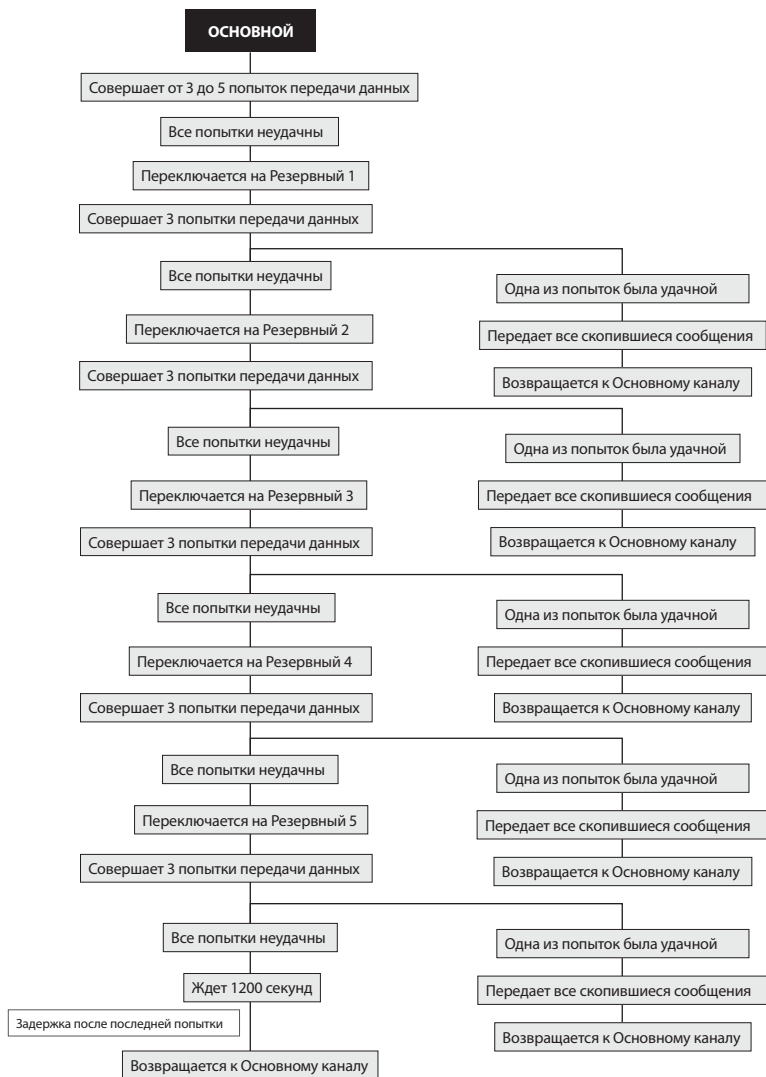 ОСНОВНОЙ
Совершает от 3 до 5 попыток передачи данных
Все попытки неудачны
Переключается на Резервный 1
Совершает 3 попытки передачи данных
Все попытки неудачны
Одна из попыток была удачной
Переключается на Резервный 2
Передает все скопившиеся сообщения
Совершает 3 попытки передачи данных
Возвращается к Основному каналу
Все попытки неудачны
Одна из попыток была удачной
Переключается на Резервный 3
Передает все скопившиеся сообщения
Совершает 3 попытки передачи данных
Возвращается к Основному каналу
Все попытки неудачны
Одна из попыток была удачной
Переключается на Резервный 4
Передает все скопившиеся сообщения
Совершает 3 попытки передачи данных
Возвращается к Основному каналу
Все попытки неудачны
Одна из попыток была удачной
Переключается на Резервный 5
Передает все скопившиеся сообщения
Совершает 3 попытки передачи данных
Возвращается к Основному каналу
Все попытки неудачны
Одна из попыток была удачной
Ждет 1200 секунд
Передает все скопившиеся сообщения
Задержка после последней попытки
Возвращается к Основному каналу
Возвращается к Основному каналу